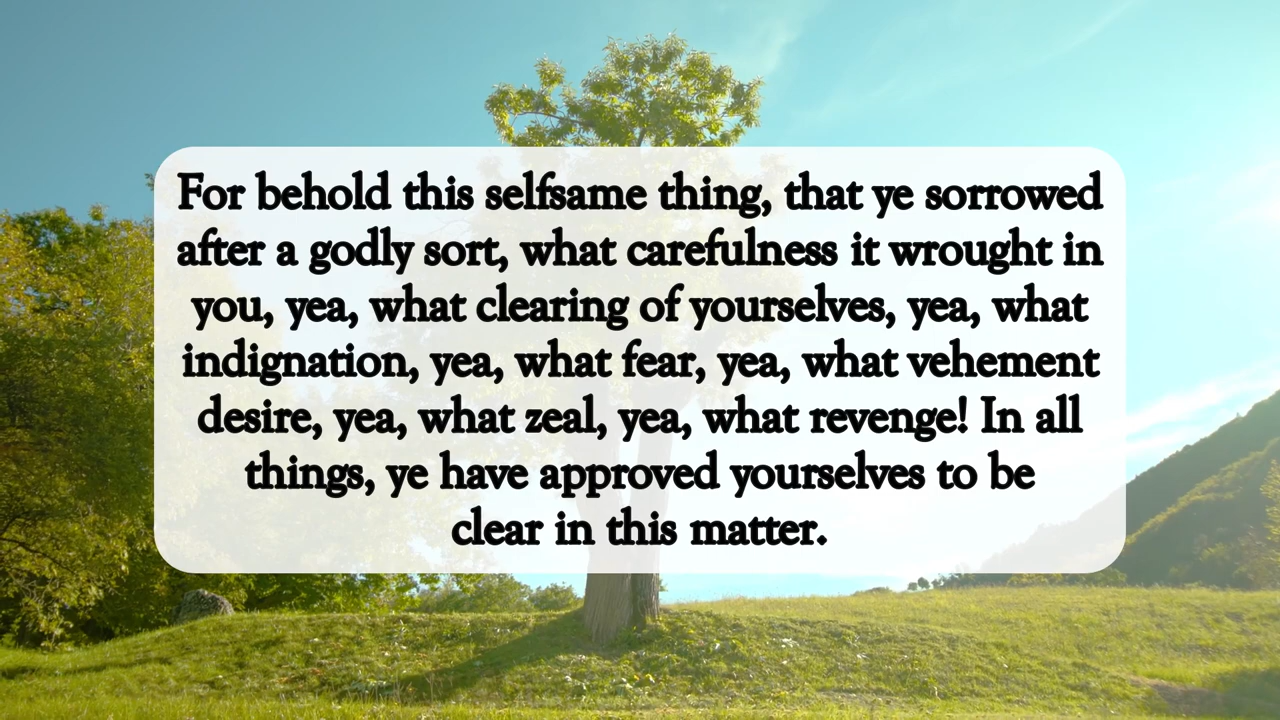 For behold this selfsame thing, that ye sorrowed
after a godly sort, what carefulness it wrought in
you, yea, what clearing of yourselves, yea, what
indignation, yea, what fear, yea, what vehement
desire, yea, what zeal, yea, what revenge! In all
things, ye have approved yourselves to be
clear in this matter.